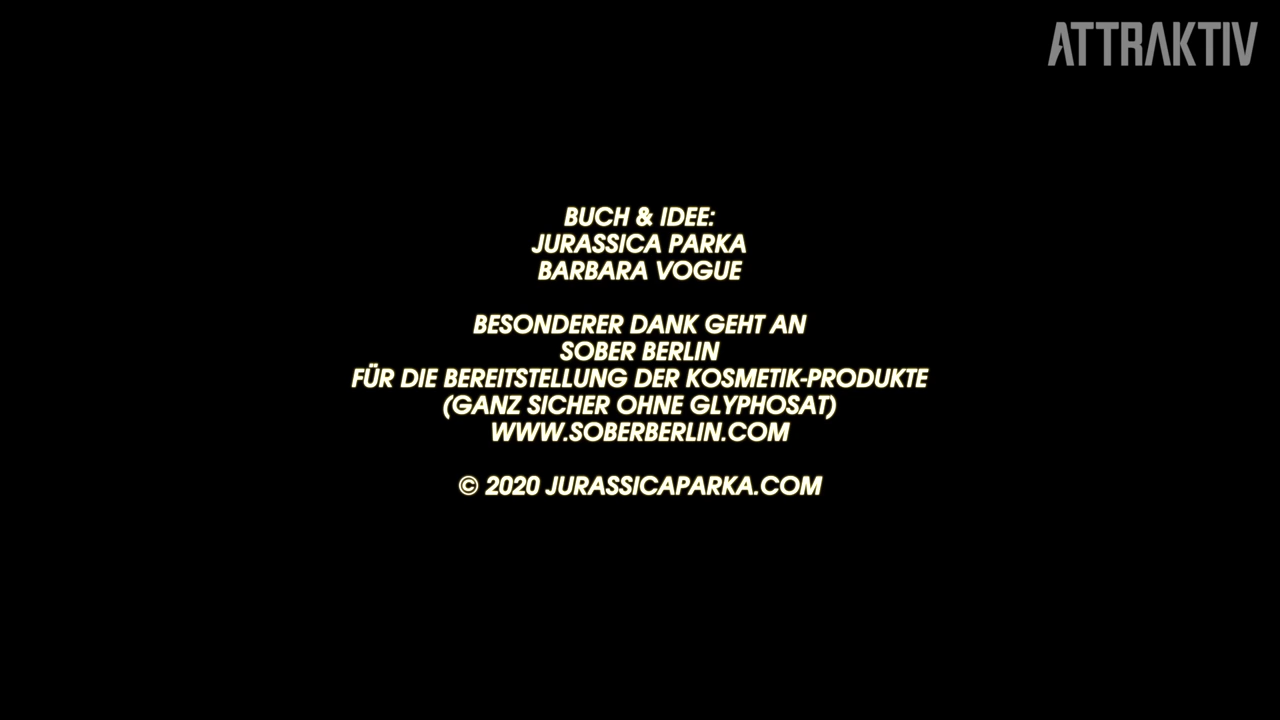 ATTRAKTIV
BUCH & IDEE:
JURASSICA PARKA
BARBARA VOGUE
BESONDERER DANK GEHT AN
SOBER BERLIN
FÜR DIE BEREITSTELLUNG DER KOSMETIK-PRODUKTE
(GANZ SICHER OHNE GLYPHOSAT)
WWW.SOBERBERLIN.COM
© 2020 JURASSICAPARKA.COM